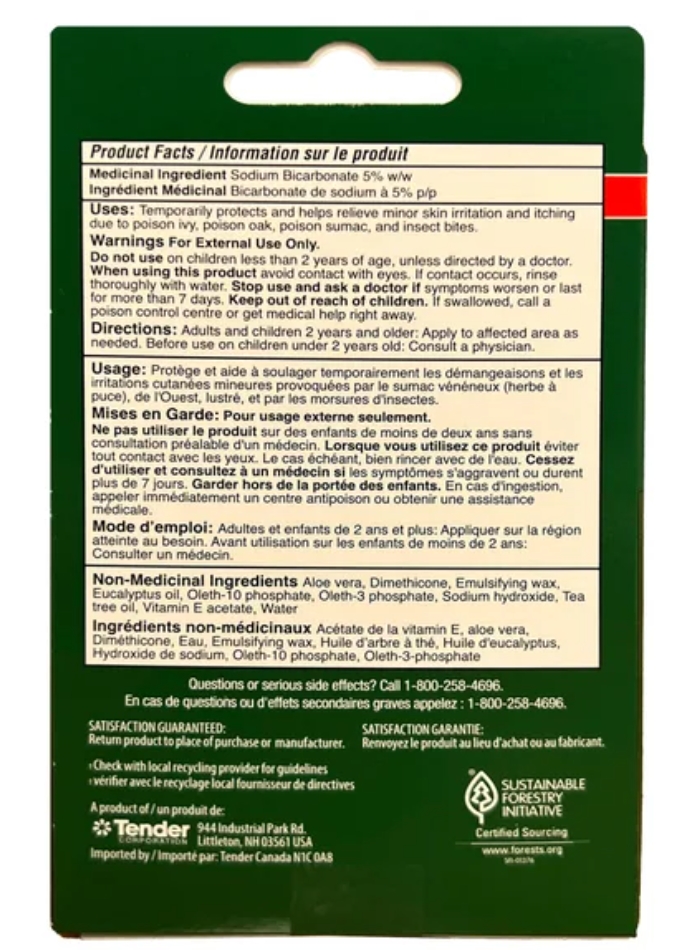 Product Facts / Information sur le produit
Medicinal Ingredient Sodium Bicarbonate 5% w/w
Ingrédient Médicinal Bicarbonate de sodium à 5% p/p
Uses: Temporarily protects and helps relieve minor skin irritation and itching
due to poison ivy, poison oak, poison sumac, and insect bites.
Warnings For External Use Only.
Do not use on children less than 2 years of age, unless directed by a doctor.
When using this product avoid contact with eyes. If contact occurs, rinse
thoroughly with water. Stop use and ask a doctor if symptoms worsen or last
for more than 7 days. Keep out of reach of children. If swallowed, call a
poison control centre or get medical help right away.
Directions: Adults and children 2 years and older: Apply to affected area as
needed. Before use on children under 2 years old: Consult a physician.
Usage: Protège et aide à soulager temporairement les démangeaisons et les
irritations cutanées mineures provoquées par le sumac vénéneux (herbe à
puce), de l'Ouest, lustré, et par les morsures d'insectes.
Mises en Garde: Pour usage externe seulement.
Ne pas utiliser le produit sur des enfants de moins de deux ans sans
consultation préalable d'un médecin. Lorsque vous utilisez ce produit éviter
tout contact avec les yeux. Le cas échéant, bien rincer avec de l'eau. Cessez
d'utiliser et consultez à un médecin si les symptômes s'aggravent ou durent
plus de 7 jours. Garder hors de la portée des enfants. En cas d'ingestion,
appeler immédiatement un centre antipoison ou obtenir une assistance
médicale.
Mode d'emploi: Adultes et enfants de 2 ans et plus: Appliquer sur la région
atteinte au besoin. Avant utilisation sur les enfants de moins de 2 ans:
Consulter un médecin.
Non-Medicinal Ingredients Aloe vera, Dimethicone, Emulsifying wax,
Eucalyptus oil, Oleth-10 phosphate, Oleth-3 phosphate, Sodium hydroxide, Tea
tree oil, Vitamin E acetate, Water
Ingrédients non-médicinaux Acétate de la vitamin E, aloe vera,
Diméthicone, Eau, Emulsifying wax, Huile d'arbre à thé, Huile d'eucalyptus,
Hydroxide de sodium, Oleth-10 phosphate, Oleth-3-phosphate
Questions or serious side effects? Call 1-800-258-4696.
En cas de questions ou d'effets secondaires graves appelez : 1-800-258-4696.
SATISFACTION GUARANTEED:
Return product to place of purchase or manufacturer.
SATISFACTION GARANTIE:
Renvoyez le produit au lieu d'achat ou au fabricant.
Check with local recycling provider for guidelines
vérifier avec le recyclage local fournisseur de directives
A product of / un produit de:
Tender
CORPORATION
944 Industrial Park Rd.
Littleton, NH 03561 USA
Imported by / Importé par: Tender Canada N1C 0A8
SUSTAINABLE
FORESTRY
INITIATIVE
Certified Sourcing
www.forests.org